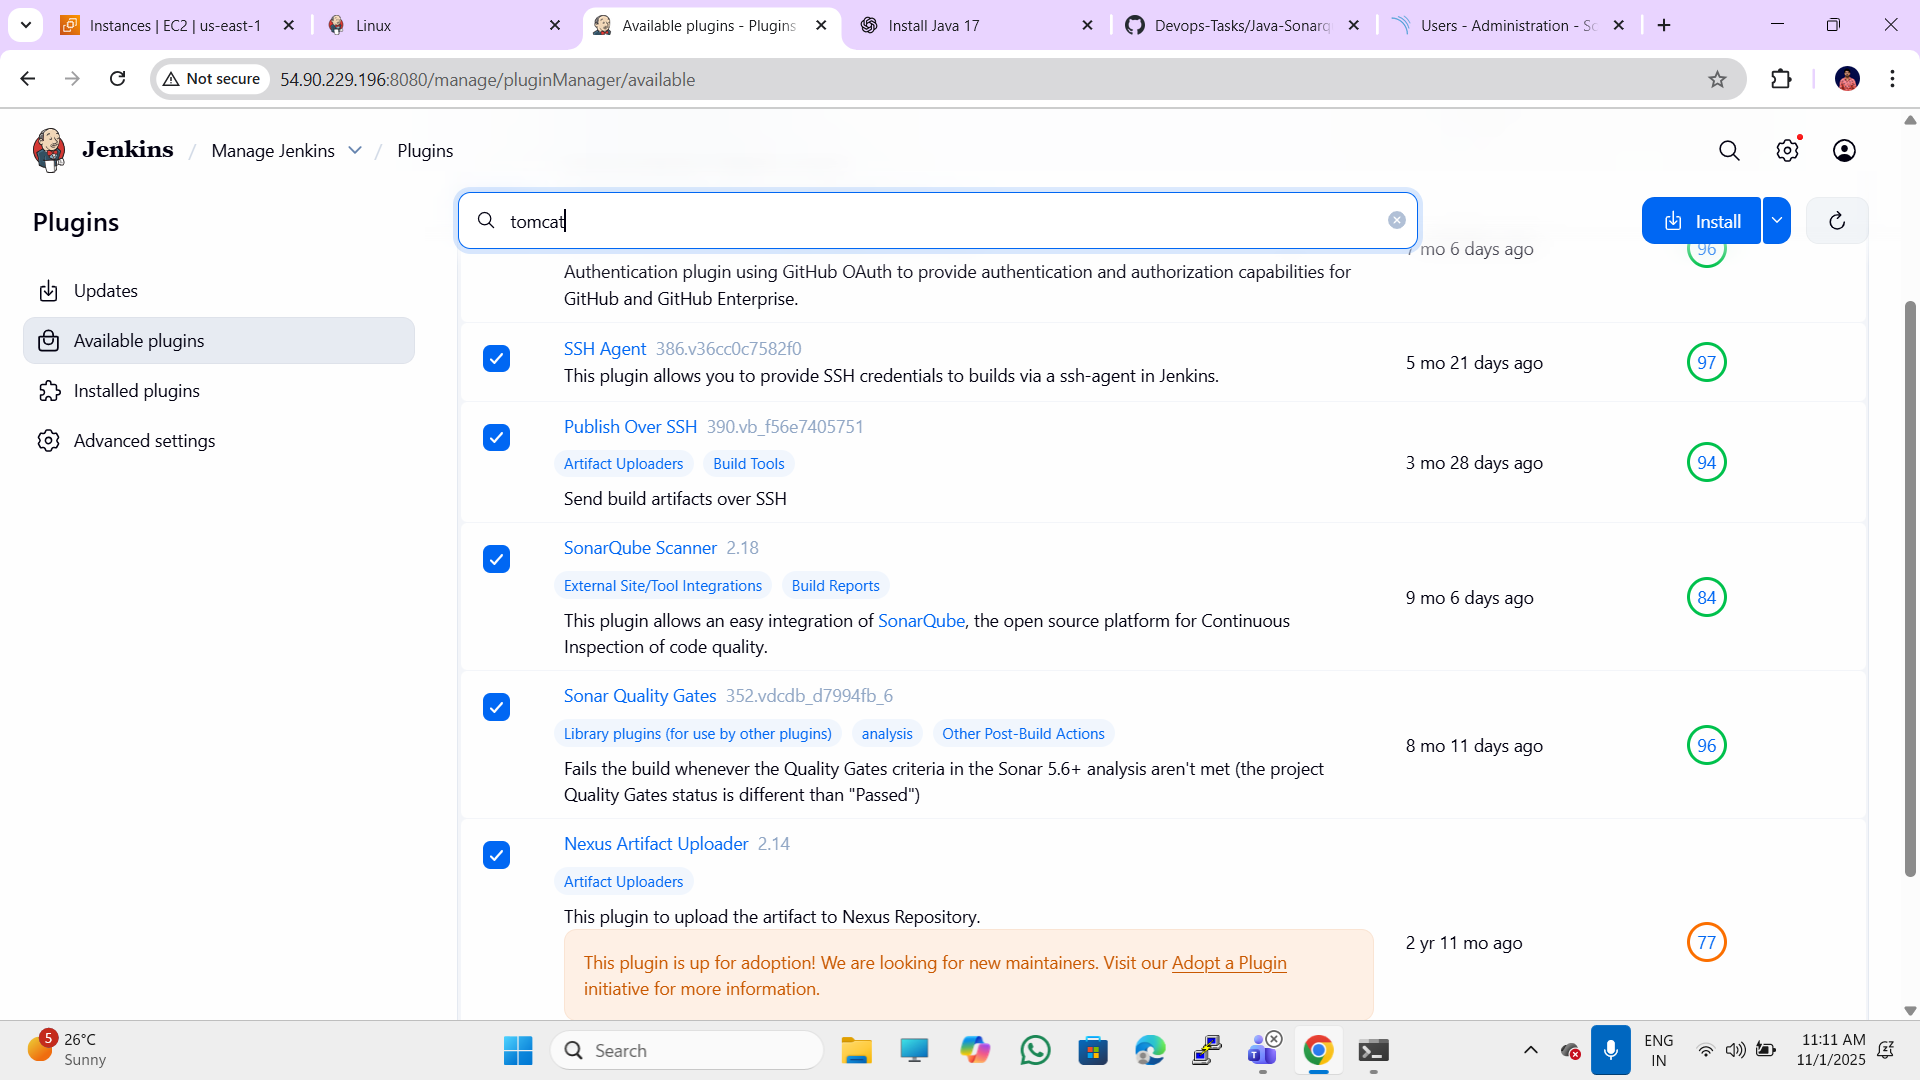 Instances | EC2 | us-east-1
Linux
Available plugins - Plugins
Install Java 17
Devops-Tasks/Java-Sonarq
Users - Administration - So
Not secure
54.90.229.196:8080/manage/pluginManager/available
Jenkins / Manage Jenkins / Plugins
Plugins
tomcat
Install
Updates
Available plugins
Installed plugins
Advanced settings
7 mo 6 days ago
96
Authentication plugin using GitHub OAuth to provide authentication and authorization capabilities for
GitHub and GitHub Enterprise.
SSH Agent 386.v36cc0c7582f0
This plugin allows you to provide SSH credentials to builds via a ssh-agent in Jenkins.
5 mo 21 days ago
97
Publish Over SSH 390.vb_f56e7405751
Artifact Uploaders Build Tools
Send build artifacts over SSH
3 mo 28 days ago
94
SonarQube Scanner 2.18
External Site/Tool Integrations Build Reports
This plugin allows an easy integration of SonarQube, the open source platform for Continuous
Inspection of code quality.
9 mo 6 days ago
84
Sonar Quality Gates 352.vdcdb_d7994fb_6
Library plugins (for use by other plugins) analysis Other Post-Build Actions
Fails the build whenever the Quality Gates criteria in the Sonar 5.6+ analysis aren't met (the project
Quality Gates status is different than "Passed")
8 mo 11 days ago
96
Nexus Artifact Uploader 2.14
Artifact Uploaders
This plugin to upload the artifact to Nexus Repository.
This plugin is up for adoption! We are looking for new maintainers. Visit our Adopt a Plugin
initiative for more information.
2 yr 11 mo ago
77
5
26°C
Sunny
Search
ENG
IN
11:11 AM
11/1/2025